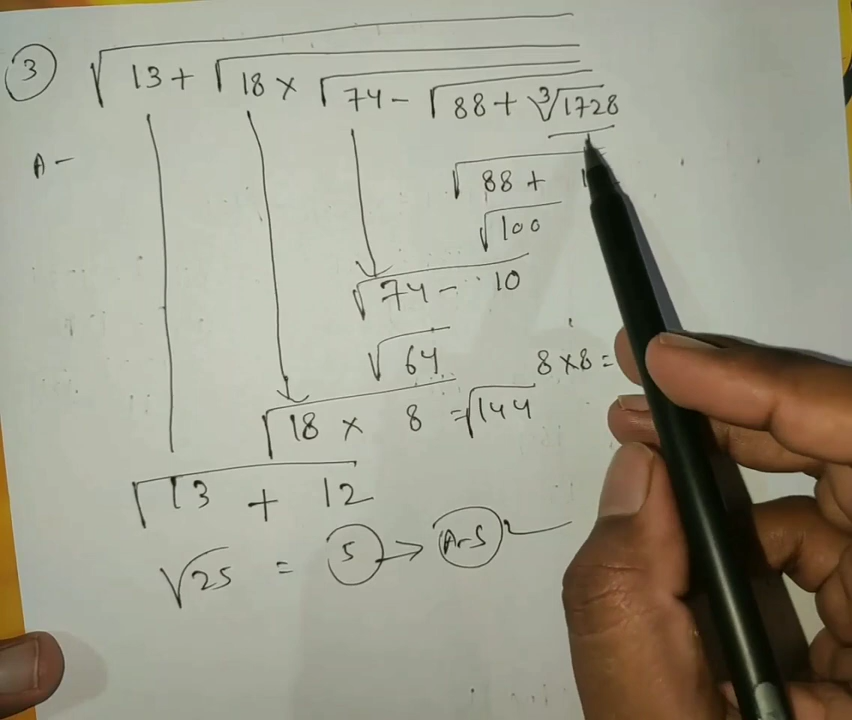 3 √13 + √18 × √74 - √88 + ∛1728
A -
√88 +
√100
√74 - 10
√64
8 × 8 =
√18 × 8 = √144
√13 + 12
√25 = 5 → Ans